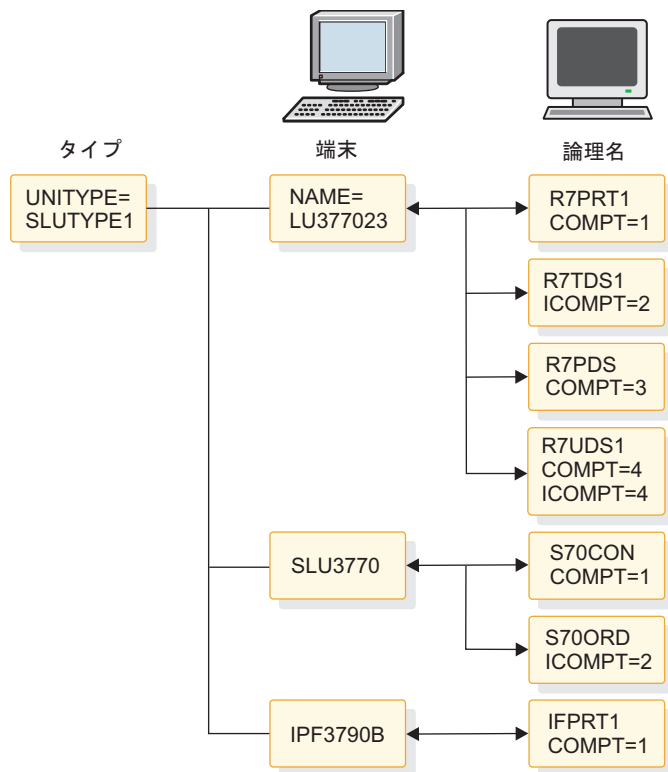 タイプ
端末
論理名
UNITYPE=
SLUTYPE1
NAME=
LU377023
R7PRT1
COMPT=1
R7TDS1
ICOMPT=2
R7PDS
COMPT=3
R7UDS1
COMPT=4
ICOMPT=4
SLU3770
S70CON
COMPT=1
S70ORD
ICOMPT=2
IPF3790B
IFPRT1
COMPT=1